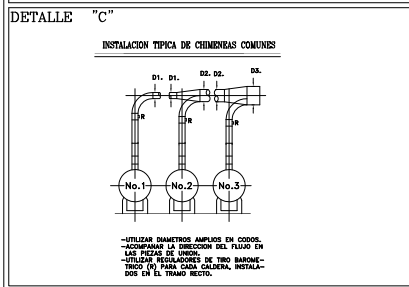 DETALLE "C"
INSTALACION TIPICA DE CHIMENEAS COMUNES
D1. D1. D2. D2. D3.
R R R
No.1 No.2 No.3
-UTILIZAR DIAMETROS AMPLIOS EN CODOS.
-ACOMPANAR LA DIRECCION DEL FLUJO EN
LAS PIEZAS DE UNION.
-UTILIZAR REGULADORES DE TIRO BAROME-
TRICO (R) PARA CADA CALDERA, INSTALA-
DOS EN EL TRAMO RECTO.